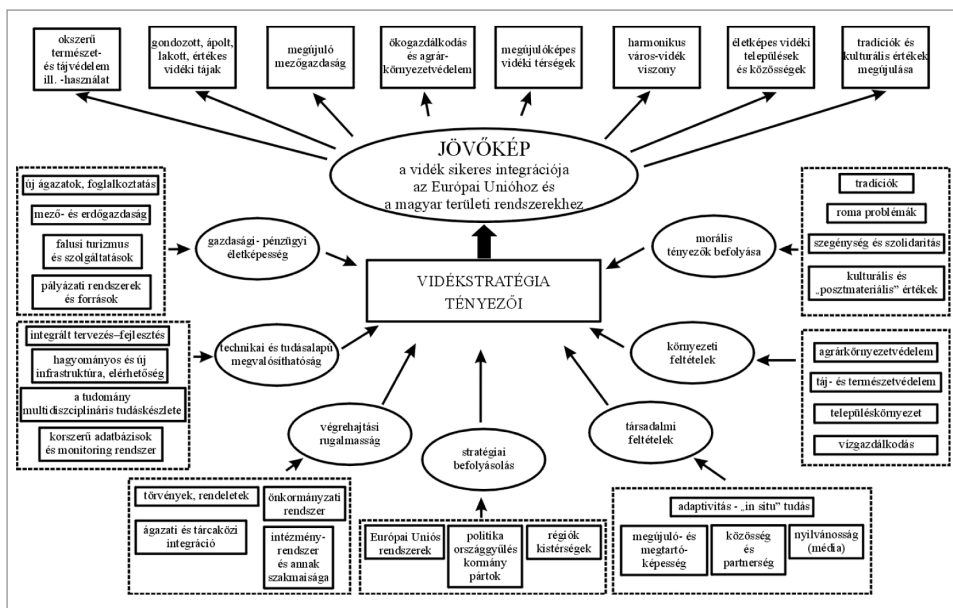 okszerű
természet-
és tájvédelem
ill. -használat
gondozott, ápolt,
lakott, értékes
vidéki tájak
megújuló
mezőgazdaság
ökogazdálkodás
és agrár-
környezetvédelem
megújulóképes
vidéki térségek
harmonikus
város-vidék
viszony
életképes vidéki
települések
és közösségek
tradíciók és
kulturális értékek
megújulása
JÖVŐKÉP
a vidék sikeres integrációja
az Európai Unióhoz és
a magyar területi rendszerekhez
új ágazatok, foglalkoztatás
mező- és erdőgazdaság
falusi turizmus
és szolgáltatások
pályázati rendszerek
és források
gazdasági- pénzügyi
életképesség
VIDÉKSTRATÉGIA
TÉNYEZŐI
morális
tényezők befolyása
tradíciók
roma problémák
szegénység és szolidaritás
kulturális és
„posztmateriális” értékek
integrált tervezés–fejlesztés
hagyományos és új
infrastruktúra, elérhetőség
a tudomány
multidiszciplináris tudáskészlete
korszerű adatbázisok
és monitoring rendszer
technikai és tudásalapú
megvalósíthatóság
környezeti
feltételek
agrárkörnyezetvédelem
táj- és természetvédelem
településkörnyezet
vízgazdálkodás
végrehajtási
rugalmasság
stratégiai
befolyásolás
társadalmi
feltételek
törvények, rendeletek
önkormányzati
rendszer
ágazati és tárcaközi
integráció
intézmény-
rendszer
és annak
szakmaisága
Európai Uniós
rendszerek
politika
országgyűlés
kormány
pártok
régiók
kistérségek
adaptivitás - „in situ” tudás
megújuló- és
megtartó-
képesség
közösség
és
partnerség
nyilvánosság
(média)